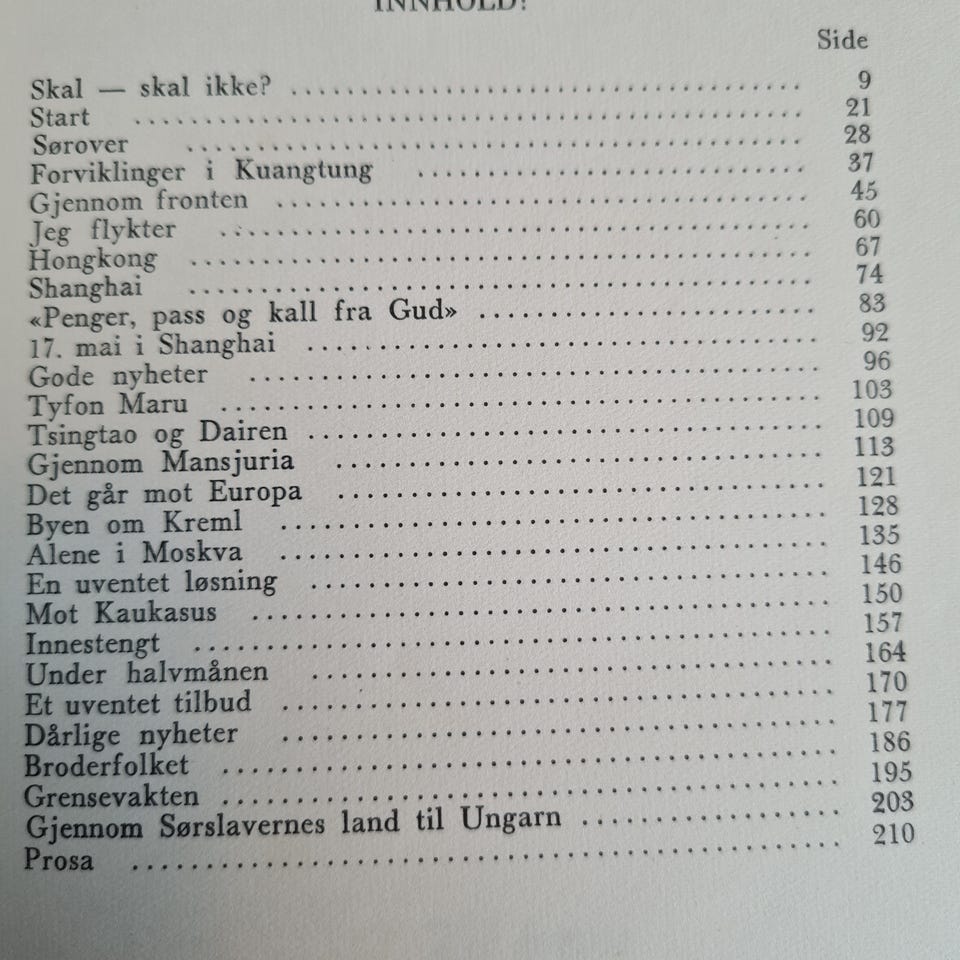 INNHOLD:
Side
Skal — skal ikke? 9
Start 21
Sørover 28
Forviklinger i Kuangtung 37
Gjennom fronten 45
Jeg flykter 60
Hongkong 67
Shanghai 74
«Penger, pass og kall fra Gud» 83
17. mai i Shanghai 92
Gode nyheter 96
Tyfon Maru 103
Tsingtao og Dairen 109
Gjennom Mansjuria 113
Det går mot Europa 121
Byen om Kreml 128
Alene i Moskva 135
En uventet løsning 146
Mot Kaukasus 150
Innestengt 157
Under halvmånen 164
Et uventet tilbud 170
Dårlige nyheter 177
Broderfolket 186
Grensevakten 195
Gjennom Sørslavernes land til Ungarn 203
Prosa 210